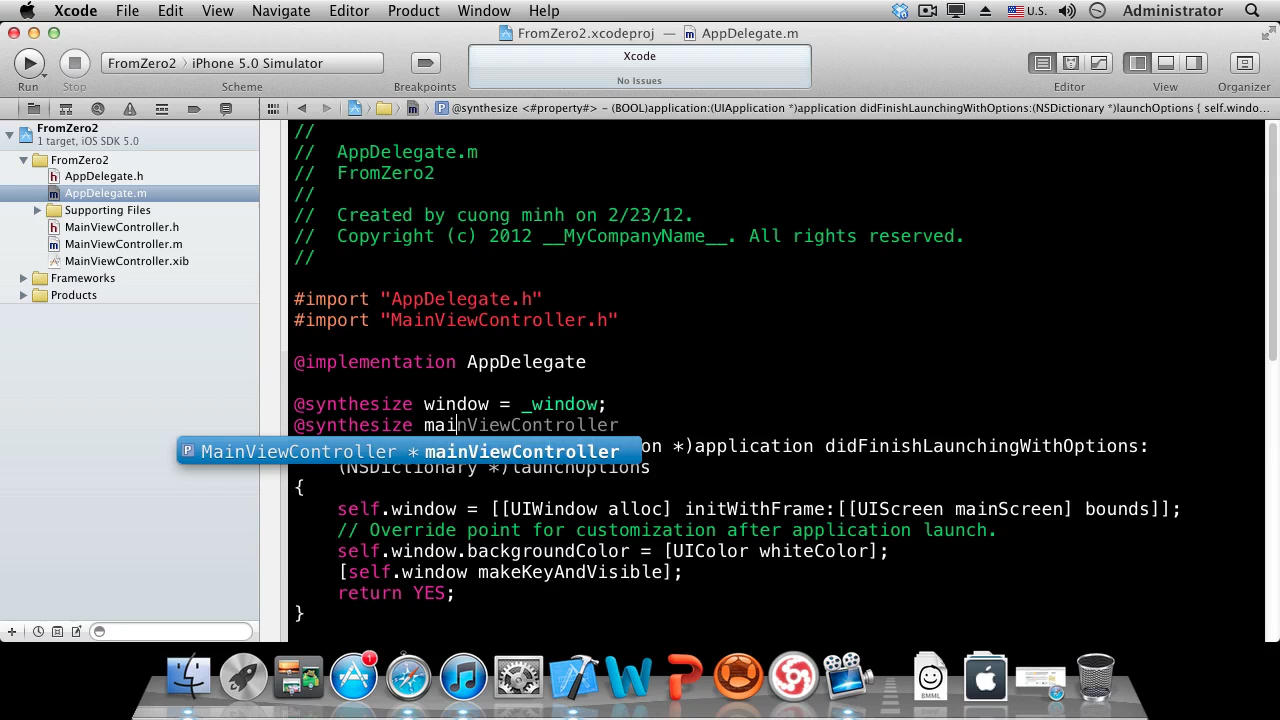 Xcode File Edit View Navigate Editor Product Window Help U.S. Administrator
FromZero2.xcodeproj — AppDelegate.m
FromZero2 〉 iPhone 5.0 Simulator
Xcode
No Issues
Run Stop Scheme Breakpoints Editor View Organizer
@synthesize <#property#> – (BOOL)application:(UIApplication *)application didFinishLaunchingWithOptions:(NSDictionary *)launchOptions { self.windo...
FromZero2
1 target, iOS SDK 5.0
FromZero2
h AppDelegate.h
m AppDelegate.m
Supporting Files
h MainViewController.h
m MainViewController.m
MainViewController.xib
Frameworks
Products
//
//  AppDelegate.m
//  FromZero2
//
//  Created by cuong minh on 2/23/12.
//  Copyright (c) 2012 __MyCompanyName__. All rights reserved.
//
#import "AppDelegate.h"
#import "MainViewController.h"
@implementation AppDelegate
@synthesize window = _window;
@synthesize mainViewController
P MainViewController * mainViewController
on *)application didFinishLaunchingWithOptions:
(NSDictionary *)launchOptions
{
self.window = [[UIWindow alloc] initWithFrame:[[UIScreen mainScreen] bounds]];
// Override point for customization after application launch.
self.window.backgroundColor = [UIColor whiteColor];
[self.window makeKeyAndVisible];
return YES;
}
1
BMML